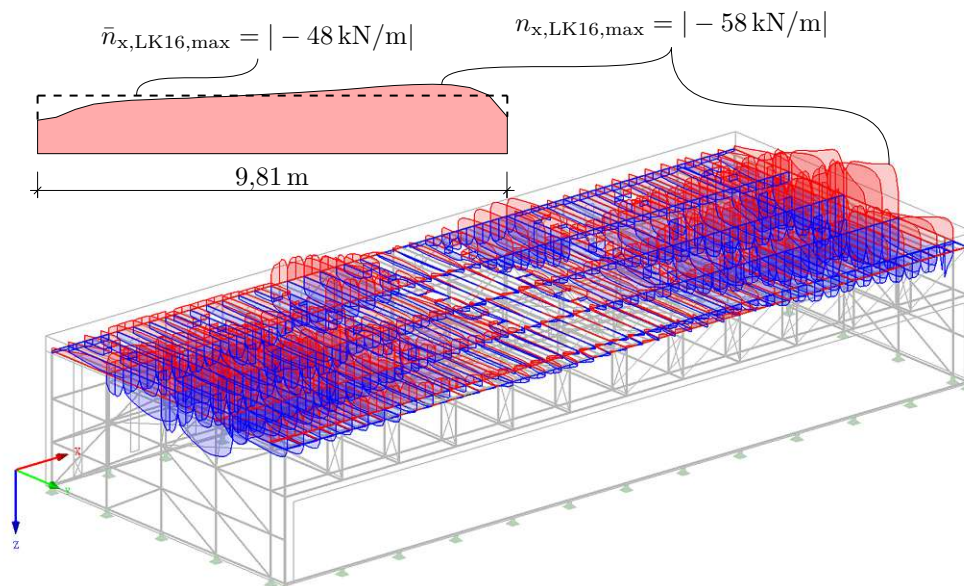 n̄x,LK16,max = | − 48 kN/m|
nx,LK16,max = | − 58 kN/m|
9,81 m
x
Y
z